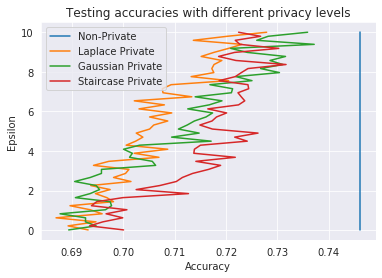 Testing accuracies with different privacy levels
Non-Private
Laplace Private
Gaussian Private
Staircase Private
Epsilon
10
8
6
4
2
0
0.69 0.70 0.71 0.72 0.73 0.74
Accuracy